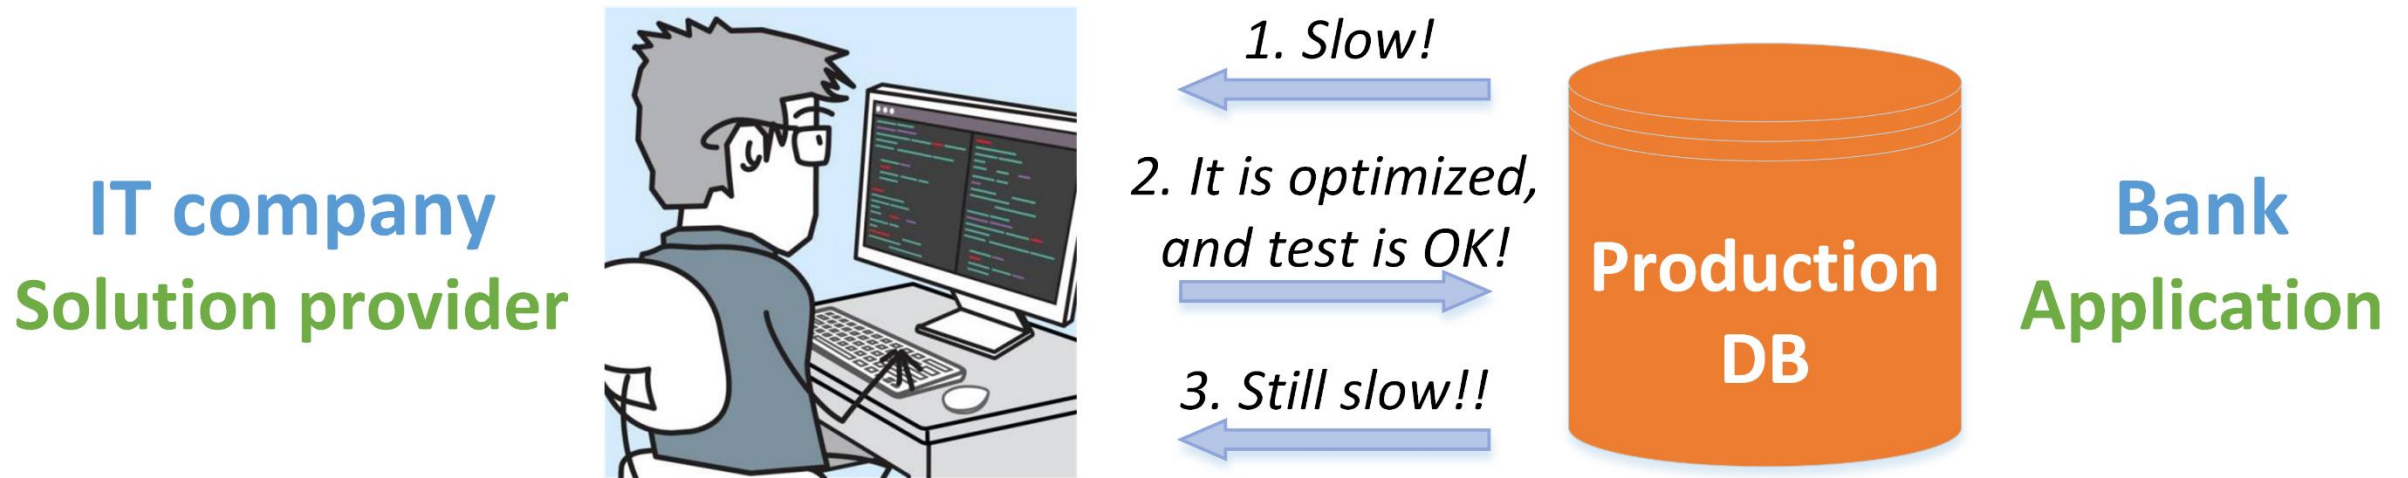 IT company
Solution provider
1. Slow!
2. It is optimized,
and test is OK!
3. Still slow!!
Production
DB
Bank
Application